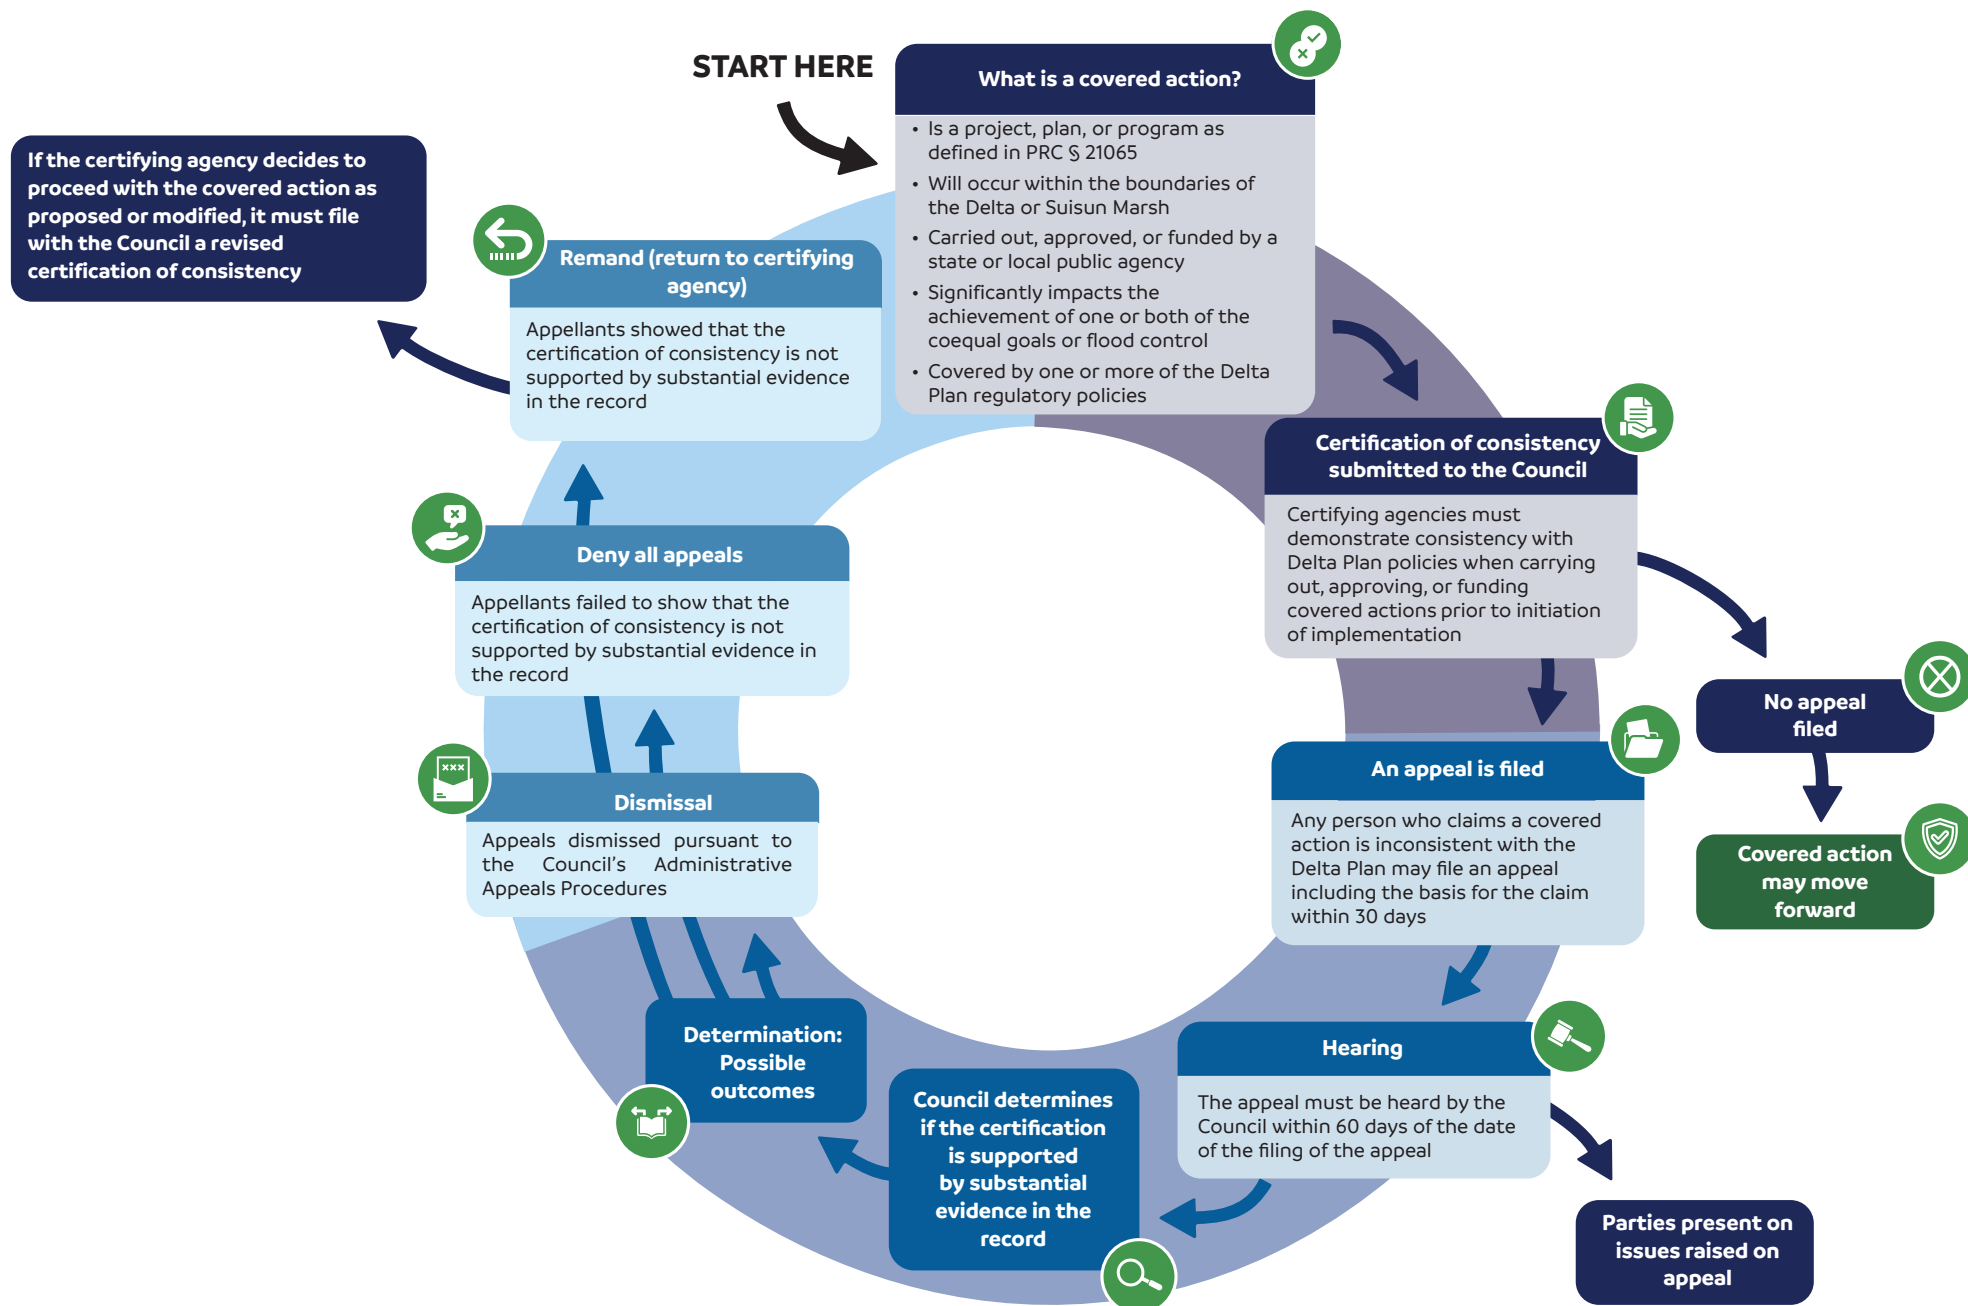 START HERE
What is a covered action?
• Is a project, plan, or program as
defined in PRC § 21065
• Will occur within the boundaries of
the Delta or Suisun Marsh
• Carried out, approved, or funded by a
state or local public agency
• Significantly impacts the
achievement of one or both of the
coequal goals or flood control
• Covered by one or more of the Delta
Plan regulatory policies
Certification of consistency
submitted to the Council
Certifying agencies must
demonstrate consistency with
Delta Plan policies when carrying
out, approving, or funding
covered actions prior to initiation
of implementation
No appeal
filed
Covered action
may move
forward
An appeal is filed
Any person who claims a covered
action is inconsistent with the
Delta Plan may file an appeal
including the basis for the claim
within 30 days
Hearing
The appeal must be heard by the
Council within 60 days of the date
of the filing of the appeal
Parties present on
issues raised on
appeal
Council determines
if the certification
is supported
by substantial
evidence in the
record
Determination:
Possible
outcomes
Dismissal
Appeals dismissed pursuant to
the Council's Administrative
Appeals Procedures
Deny all appeals
Appellants failed to show that the
certification of consistency is not
supported by substantial evidence in
the record
Remand (return to certifying
agency)
Appellants showed that the
certification of consistency is not
supported by substantial evidence
in the record
If the certifying agency decides to
proceed with the covered action as
proposed or modified, it must file
with the Council a revised
certification of consistency